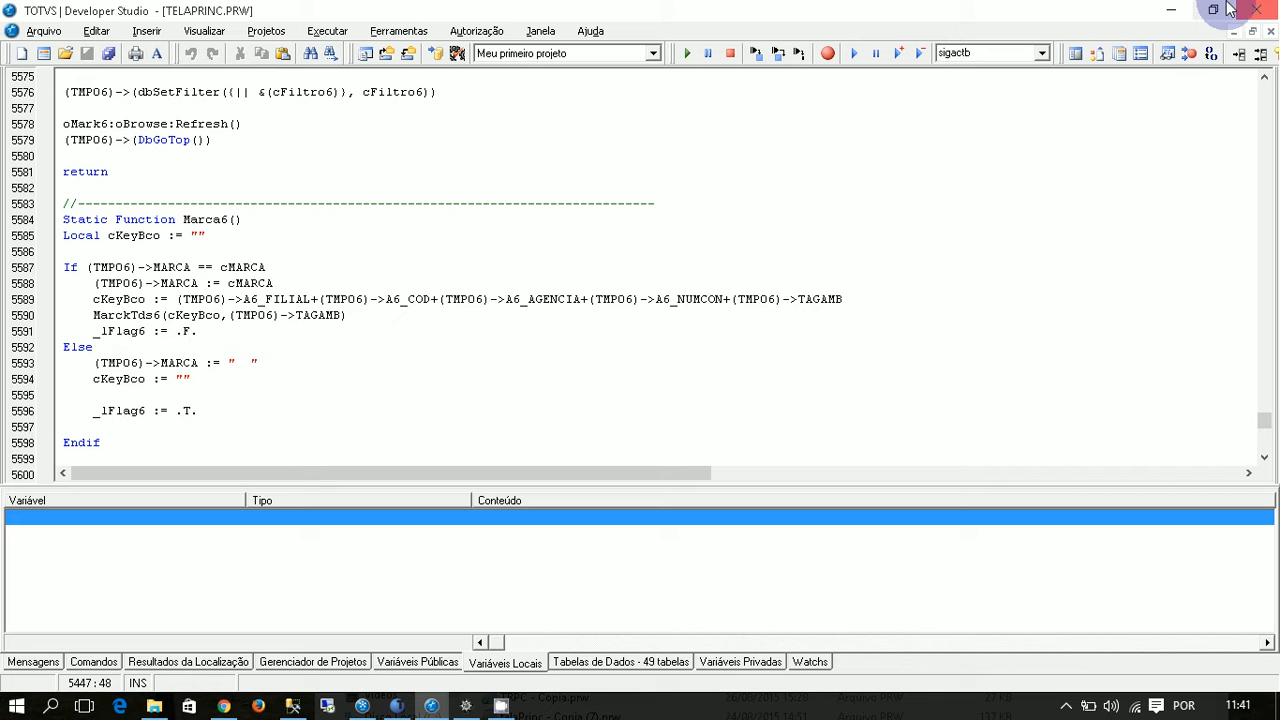 TOTVS | Developer Studio - [TELAPRINC.PRW]
Arquivo Editar Inserir Visualizar Projetos Executar Ferramentas Autorização Janela Ajuda
Meu primeiro projeto sigactb
5575
5576 (TMP06)->(dbSetFilter({|| &(cFiltro6)}, cFiltro6))
5577
5578 oMark6:oBrowse:Refresh()
5579 (TMP06)->(DbGoTop())
5580
5581 return
5582
5583 //-----------------------------------------------------------------------------
5584 Static Function Marca6()
5585 Local cKeyBco := ""
5586
5587 If (TMP06)->MARCA == cMARCA
5588 (TMP06)->MARCA := cMARCA
5589 cKeyBco := (TMP06)->A6_FILIAL+(TMP06)->A6_COD+(TMP06)->A6_AGENCIA+(TMP06)->A6_NUMCON+(TMP06)->TAGAMB
5590 MarckTds6(cKeyBco,(TMP06)->TAGAMB)
5591 _lFlag6 := .F.
5592 Else
5593 (TMP06)->MARCA := "  "
5594 cKeyBco := ""
5595
5596 _lFlag6 := .T.
5597
5598 Endif
5599
5600
Variável Tipo Conteúdo
Mensagens Comandos Resultados da Localização Gerenciador de Projetos Variáveis Públicas Variáveis Locais Tabelas de Dados - 49 tabelas Variáveis Privadas Watchs
5447 : 48 INS
POR 11:41